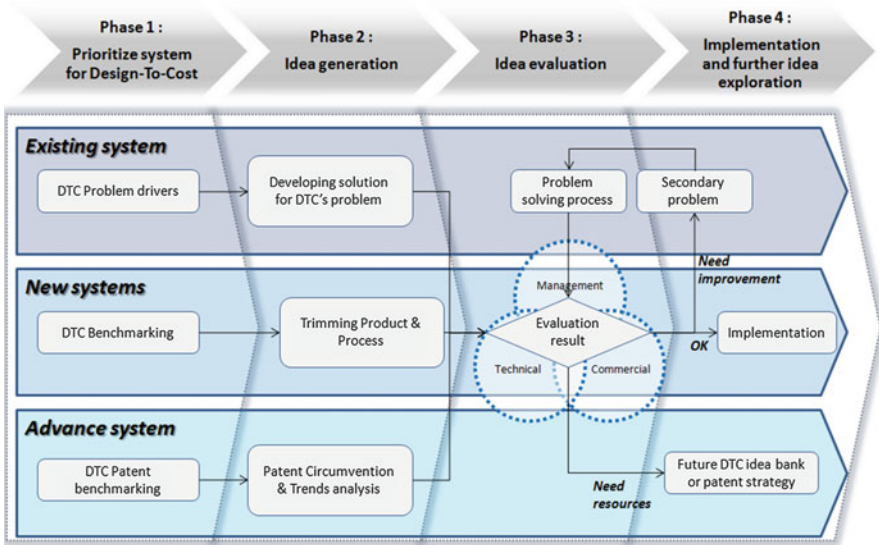 Phase 1 :
Prioritize system
for Design-To-Cost
Phase 2 :
Idea generation
Phase 3 :
Idea evaluation
Phase 4 :
Implementation
and further idea
exploration
Existing system
DTC Problem drivers
Developing solution
for DTC's problem
Problem
solving process
Secondary
problem
Need
improvement
New systems
DTC Benchmarking
Trimming Product &
Process
Management
Evaluation
result
Technical
Commercial
OK
Implementation
Advance system
DTC Patent
benchmarking
Patent Circumvention
& Trends analysis
Need
resources
Future DTC idea bank
or patent strategy